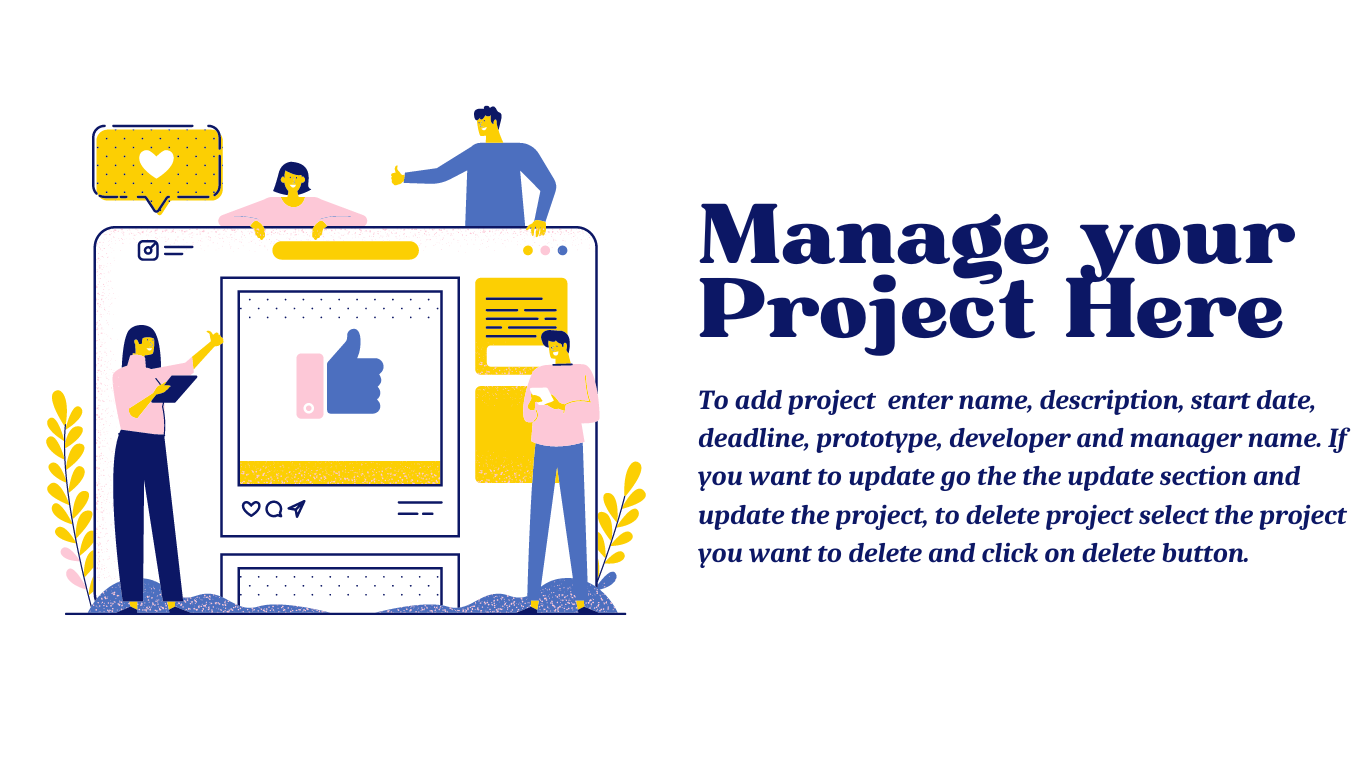 Manage your
Project Here
To add project  enter name, description, start date,
deadline, prototype, developer and manager name. If
you want to update go the the update section and
update the project, to delete project select the project
you want to delete and click on delete button.